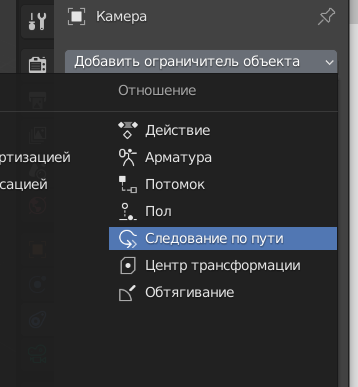 Камера
Добавить ограничитель объекта
Отношение
Действие
ртизацией
Арматура
сацией
Потомок
Пол
Следование по пути
Центр трансформации
Обтягивание